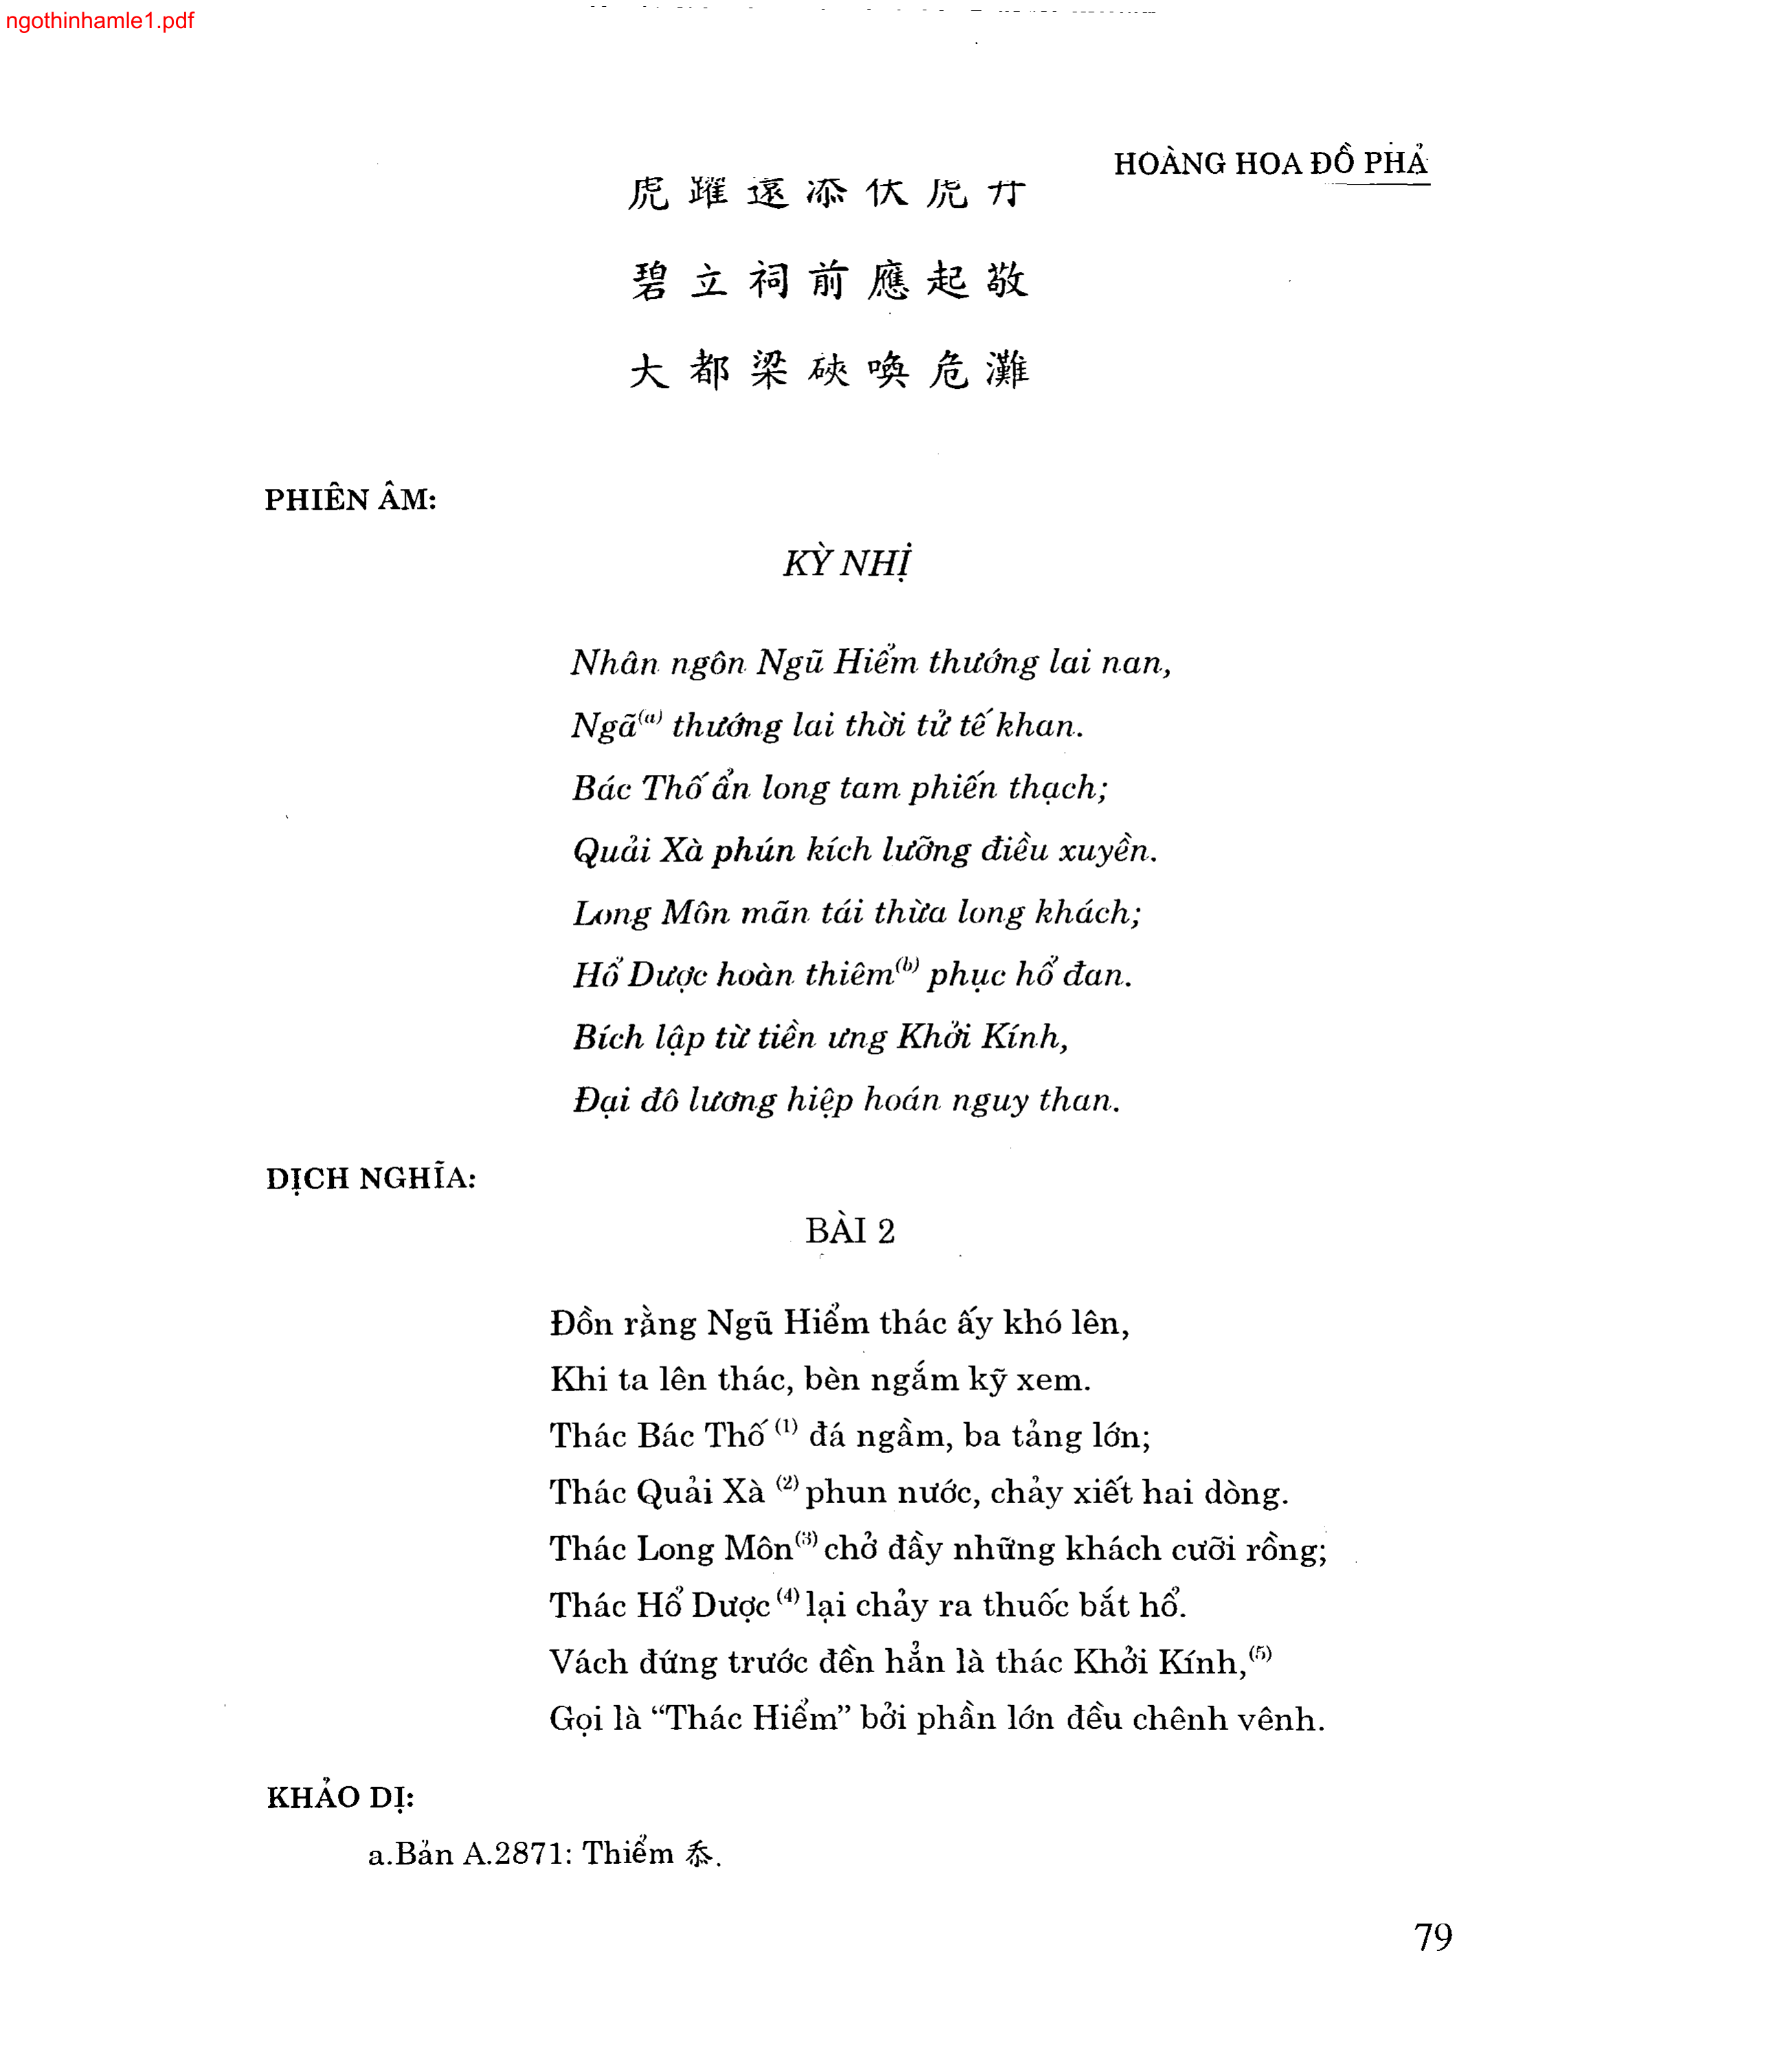 ngothinhamle1.pdf
HOÀNG HOA ĐỒ PHẢ
虎躍還添伏虎
碧立祠前應起敬
大都梁硤喚危灘
PHIÊN ÂM:
KỲ NHỊ
Nhân ngôn Ngũ Hiểm thướng lai nan,
Ngã(a) thướng lai thời tử tế khan.
Bác Thố ẩn long tam phiến thạch;
Quải Xà phún kích lưỡng điều xuyền.
Long Môn mãn tái thừa long khách;
Hổ Dược hoàn thiêm(b) phục hổ đan.
Bích lập từ tiền ưng Khởi Kính,
Đại đô lương hiệp hoán nguy than.
DỊCH NGHĨA:
BÀI 2
Đồn rằng Ngũ Hiểm thác ấy khó lên,
Khi ta lên thác, bèn ngắm kỹ xem.
Thác Bác Thố (1) đá ngầm, ba tảng lớn;
Thác Quải Xà (2) phun nước, chảy xiết hai dòng.
Thác Long Môn(3) chở đầy những khách cưỡi rồng;
Thác Hổ Dược (4) lại chảy ra thuốc bắt hổ.
Vách đứng trước đền hẳn là thác Khởi Kính,(5)
Gọi là “Thác Hiểm” bởi phần lớn đều chênh vênh.
KHẢO DỊ:
a.Bản A.2871: Thiểm 忝.
79